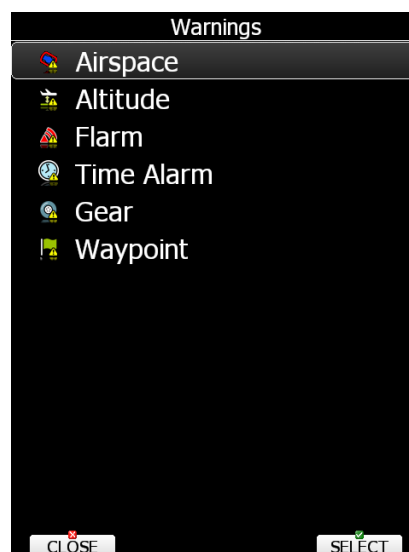 Warnings
Airspace
Altitude
Flarm
Time Alarm
Gear
Waypoint
CLOSE
SELECT